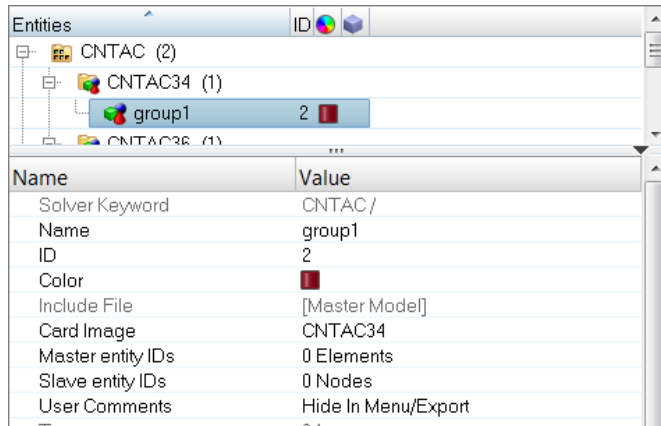 Entities ID
CNTAC (2)
CNTAC34 (1)
group1 2
CNTAC36 (1)
Name Value
Solver Keyword CNTAC /
Name group1
ID 2
Color
Include File [Master Model]
Card Image CNTAC34
Master entity IDs 0 Elements
Slave entity IDs 0 Nodes
User Comments Hide In Menu/Export